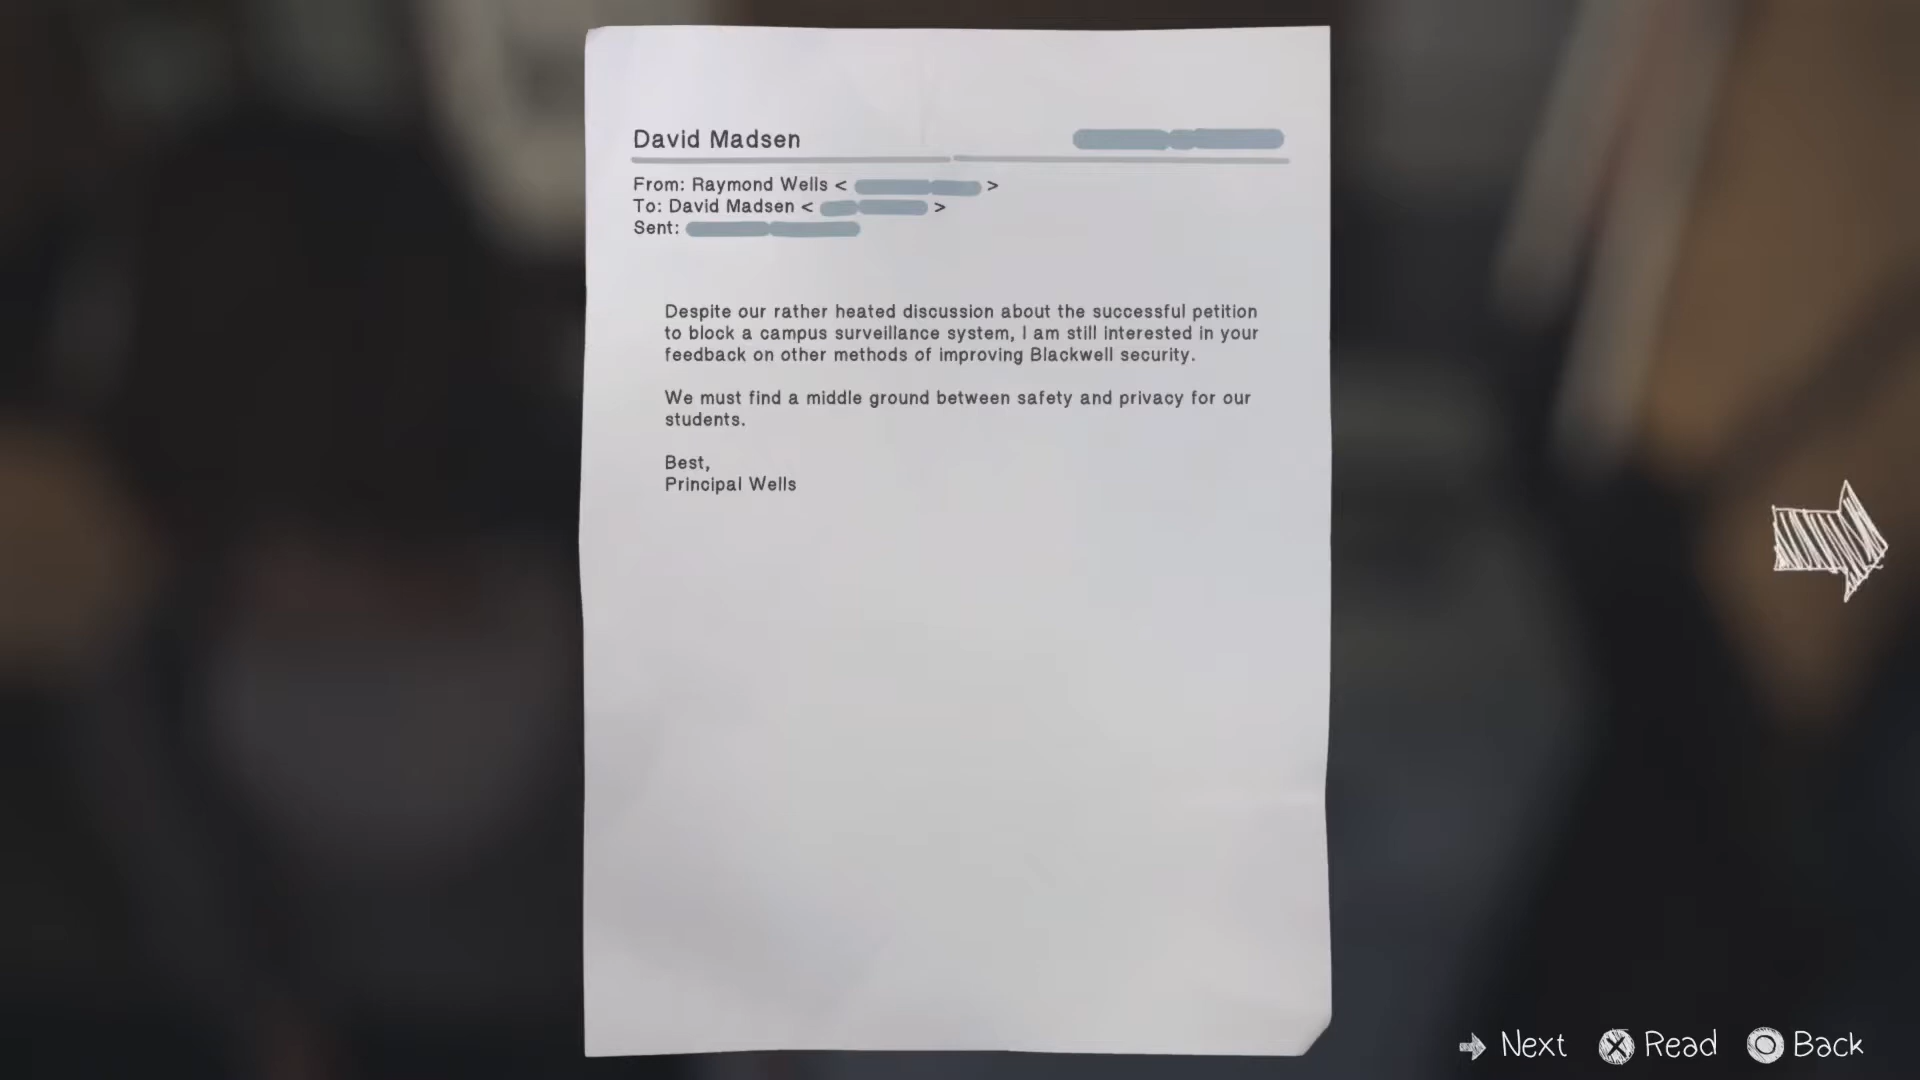 David Madsen
From: Raymond Wells < >
To: David Madsen < >
Sent:
Despite our rather heated discussion about the successful petition
to block a campus surveillance system, I am still interested in your
feedback on other methods of improving Blackwell security.
We must find a middle ground between safety and privacy for our
students.
Best,
Principal Wells
Next Read Back